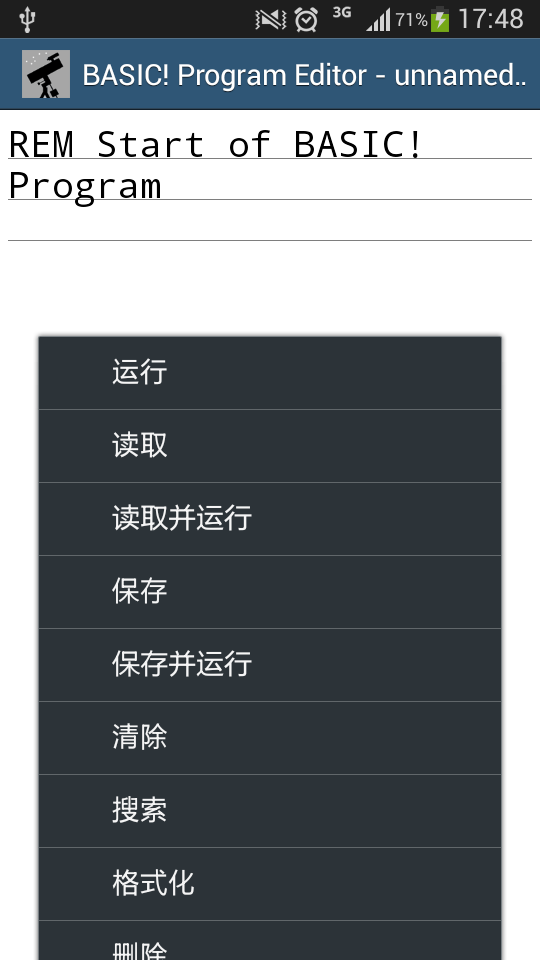 3G 71% 17:48
BASIC! Program Editor - unnamed..
REM Start of BASIC!
Program
运行
读取
读取并运行
保存
保存并运行
清除
搜索
格式化
删除